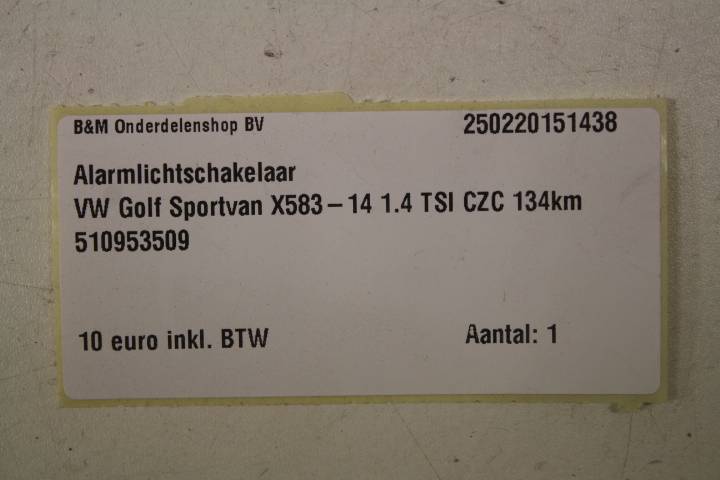 B&M Onderdelenshop BV 250220151438
Alarmlichtschakelaar
VW Golf Sportvan X583-14 1.4 TSI CZC 134km
510953509
10 euro inkl. BTW Aantal: 1